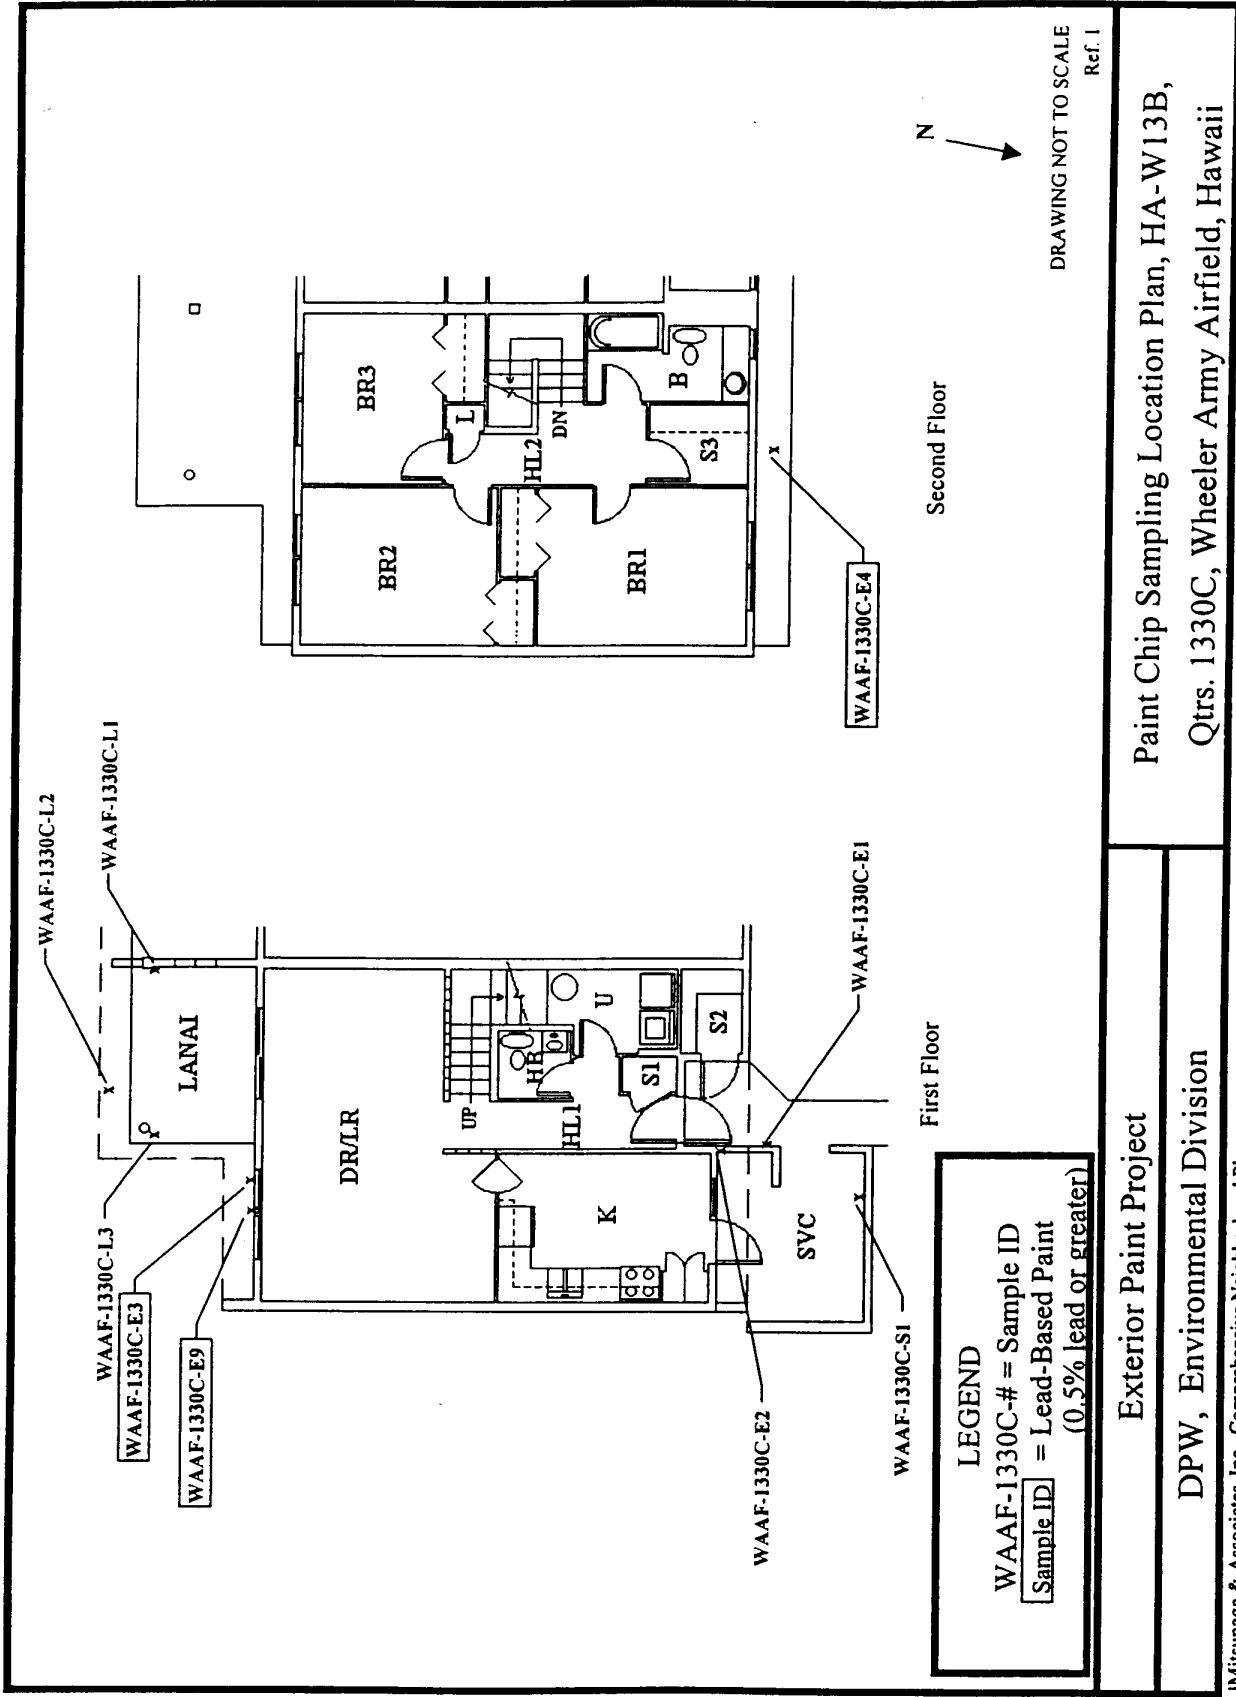 WAAF-1330C-L2
WAAF-1330C-L1
WAAF-1330C-L3
WAAF-1330C-E3
WAAF-1330C-E9
LANAI
DR/LR
UP
HB
U
HL1
S1
S2
K
SVC
WAAF-1330C-E1
WAAF-1330C-E2
WAAF-1330C-S1
First Floor
BR3
BR2
L
HL2
DN
B
S3
BR1
WAAF-1330C-E4
Second Floor
N
DRAWING NOT TO SCALE
Ref. 1
LEGEND
WAAF-1330C-# = Sample ID
Sample ID = Lead-Based Paint
(0.5% lead or greater)
Exterior Paint Project
DPW, Environmental Division
Paint Chip Sampling Location Plan, HA-W13B,
Qtrs. 1330C, Wheeler Army Airfield, Hawaii